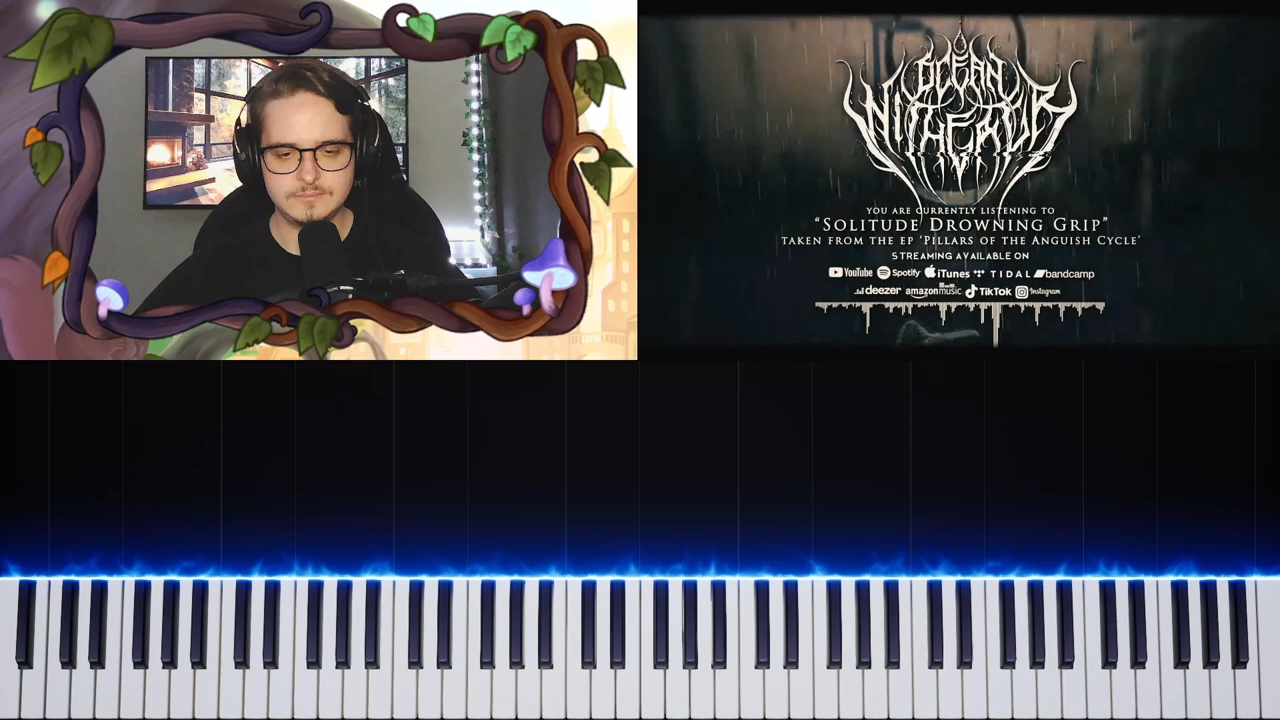 OCEAN
WITHERER
YOU ARE CURRENTLY LISTENING TO
“SOLITUDE DROWNING GRIP”
TAKEN FROM THE EP ‘PILLARS OF THE ANGUISH CYCLE’
STREAMING AVAILABLE ON
YouTube Spotify iTunes TIDAL bandcamp
deezer amazon music TikTok Instagram